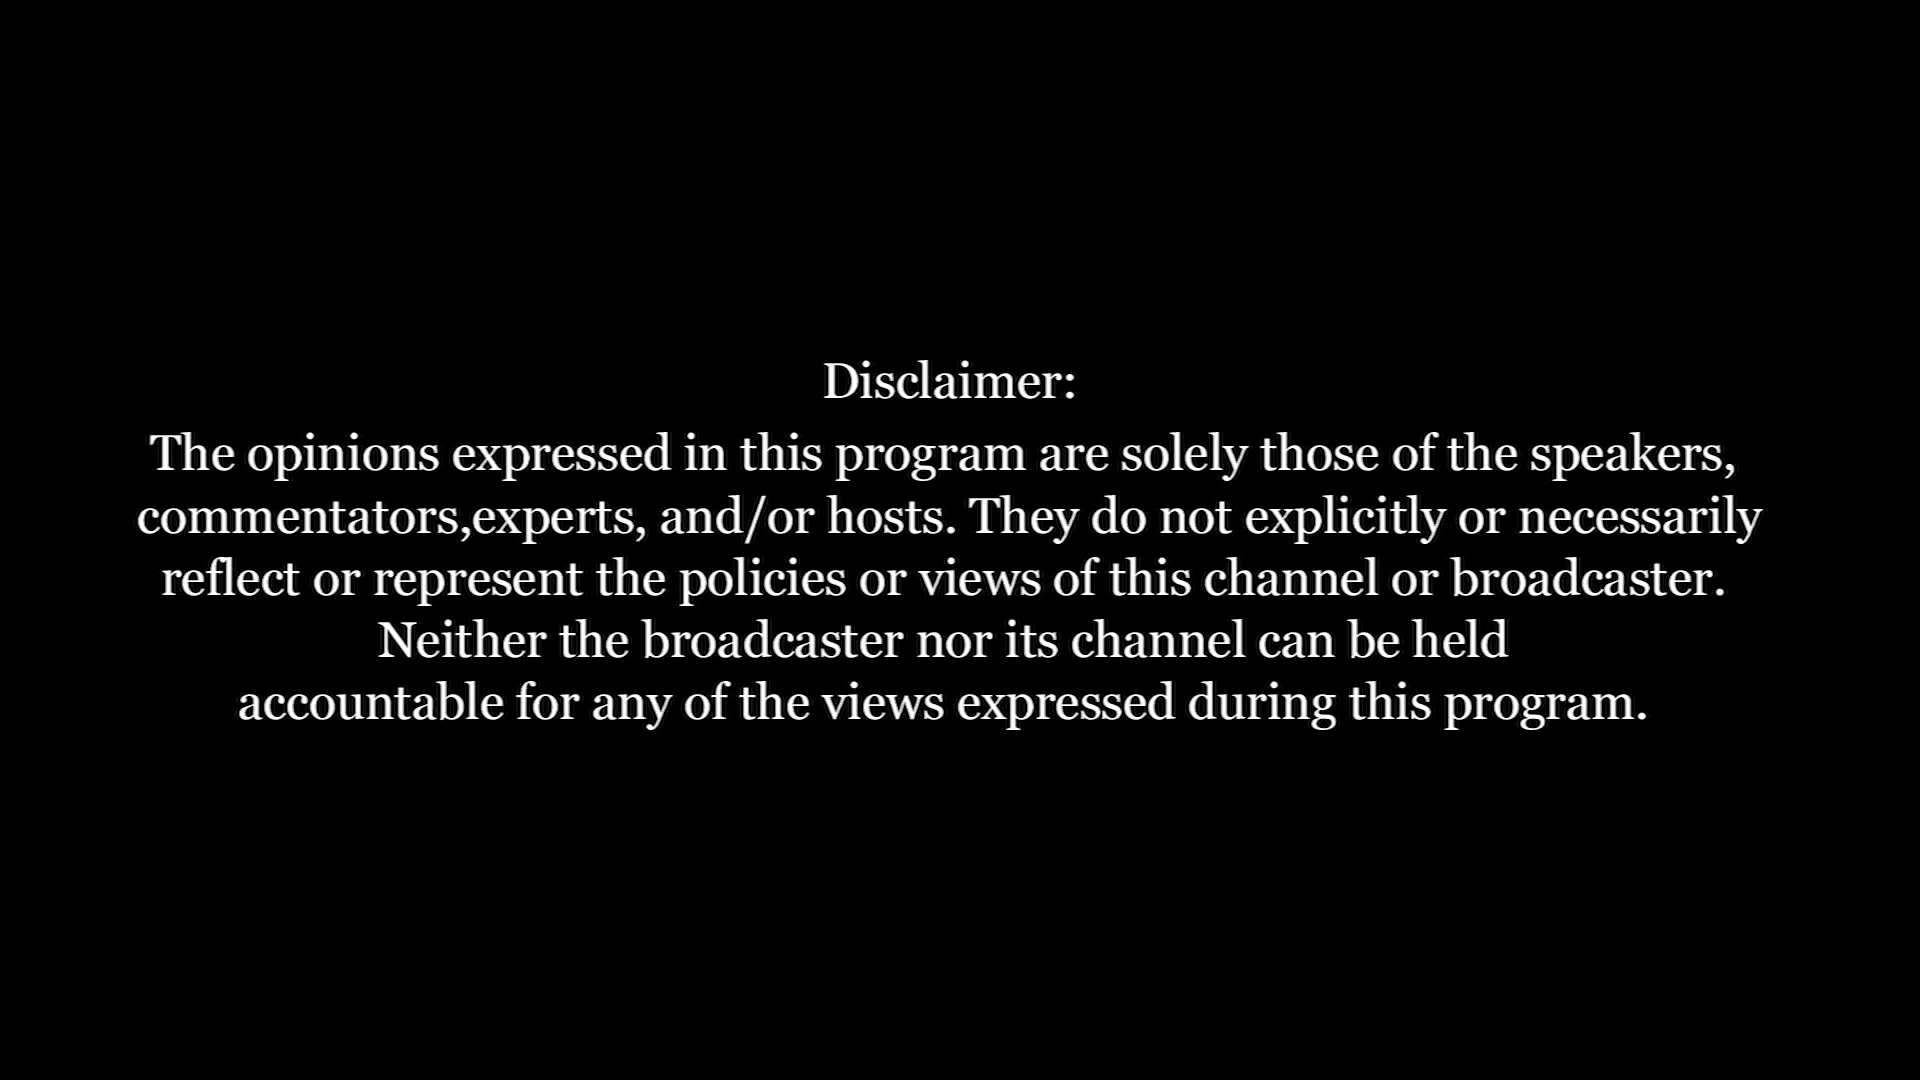 Disclaimer:
The opinions expressed in this program are solely those of the speakers,
commentators,experts, and/or hosts. They do not explicitly or necessarily
reflect or represent the policies or views of this channel or broadcaster.
Neither the broadcaster nor its channel can be held
accountable for any of the views expressed during this program.